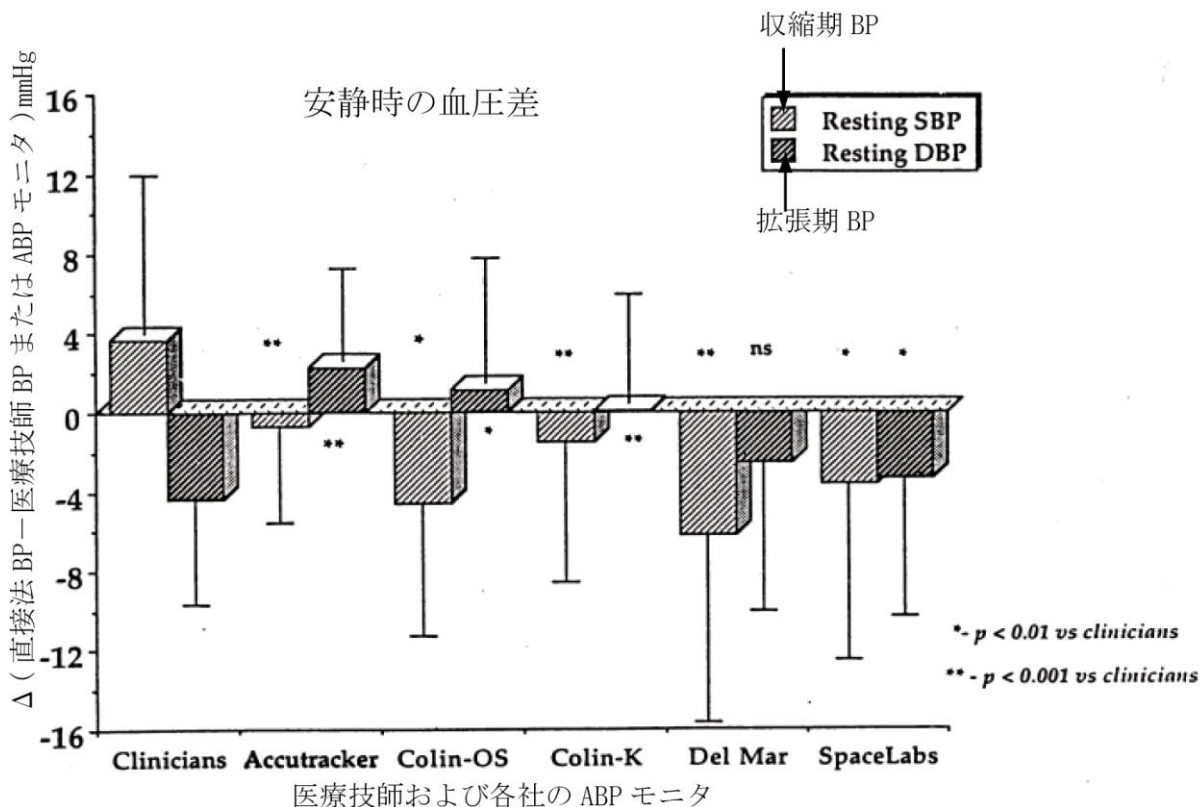 収縮期 BP
安静時の血圧差
Resting SBP
Resting DBP
拡張期 BP
Δ(直接法 BP－医療技師 BP または ABP モニタ)mmHg
16
12
8
4
0
-4
-8
-12
-16
** * ** ** ns * *
** * **
*- p < 0.01 vs clinicians
** - p < 0.001 vs clinicians
Clinicians Accutracker Colin-OS Colin-K Del Mar SpaceLabs
医療技師および各社の ABP モニタ